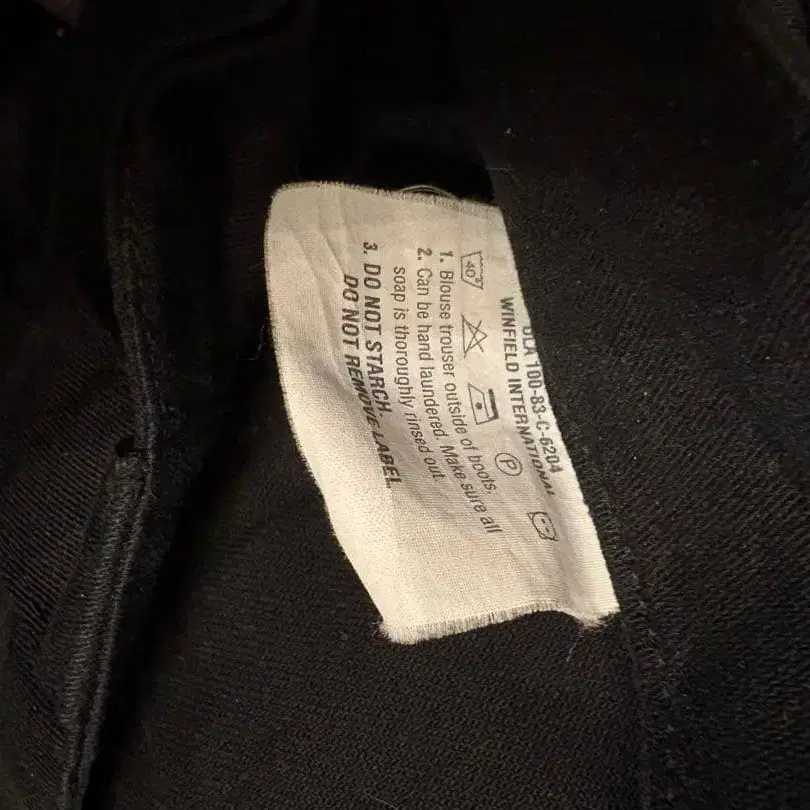 DLA 100-83-C-6204
WINFIELD INTERNATIONAL
40° P
1. Blouse trouser outside of boots.
2. Can be hand laundered. Make sure all
soap is thoroughly rinsed out.
3. DO NOT STARCH.
DO NOT REMOVE LABEL